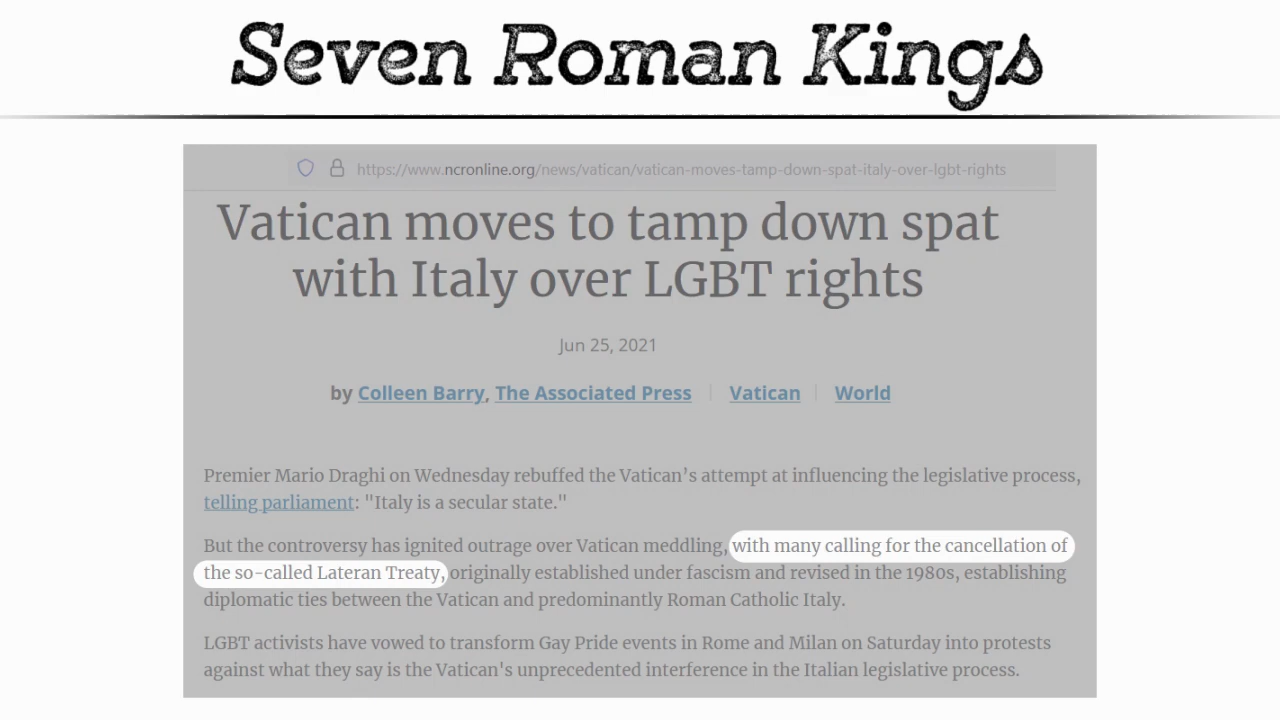 Seven Roman Kings
https://www.ncronline.org/news/vatican/vatican-moves-tamp-down-spat-italy-over-lgbt-rights
Vatican moves to tamp down spat
with Italy over LGBT rights
Jun 25, 2021
by Colleen Barry, The Associated Press | Vatican | World
Premier Mario Draghi on Wednesday rebuffed the Vatican's attempt at influencing the legislative process,
telling parliament: "Italy is a secular state."
But the controversy has ignited outrage over Vatican meddling, with many calling for the cancellation of
the so-called Lateran Treaty, originally established under fascism and revised in the 1980s, establishing
diplomatic ties between the Vatican and predominantly Roman Catholic Italy.
LGBT activists have vowed to transform Gay Pride events in Rome and Milan on Saturday into protests
against what they say is the Vatican's unprecedented interference in the Italian legislative process.